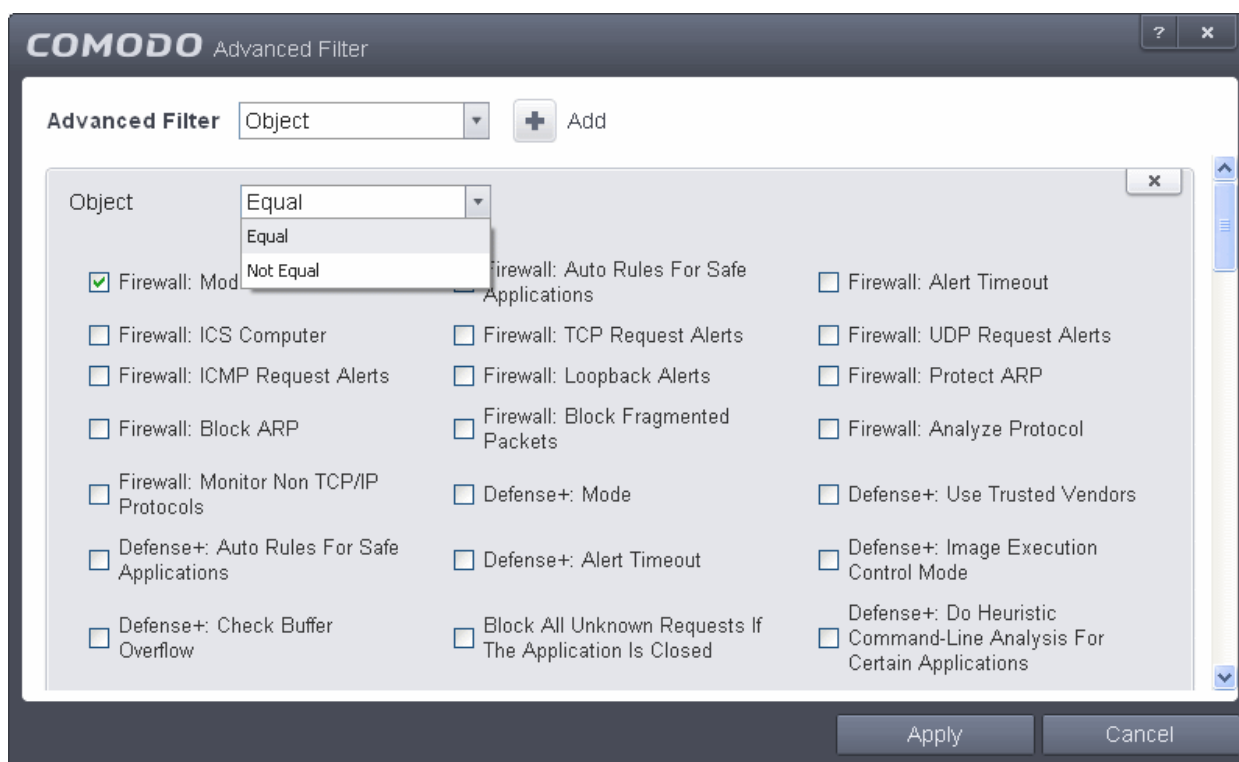 COMODO Advanced Filter ? x
Advanced Filter Object + Add
x
Object Equal
Equal
Not Equal
Firewall: Mod
Firewall: Auto Rules For Safe
Applications
Firewall: Alert Timeout
Firewall: ICS Computer
Firewall: TCP Request Alerts
Firewall: UDP Request Alerts
Firewall: ICMP Request Alerts
Firewall: Loopback Alerts
Firewall: Protect ARP
Firewall: Block ARP
Firewall: Block Fragmented
Packets
Firewall: Analyze Protocol
Firewall: Monitor Non TCP/IP
Protocols
Defense+: Mode
Defense+: Use Trusted Vendors
Defense+: Auto Rules For Safe
Applications
Defense+: Alert Timeout
Defense+: Image Execution
Control Mode
Defense+: Check Buffer
Overflow
Block All Unknown Requests If
The Application Is Closed
Defense+: Do Heuristic
Command-Line Analysis For
Certain Applications
Apply
Cancel